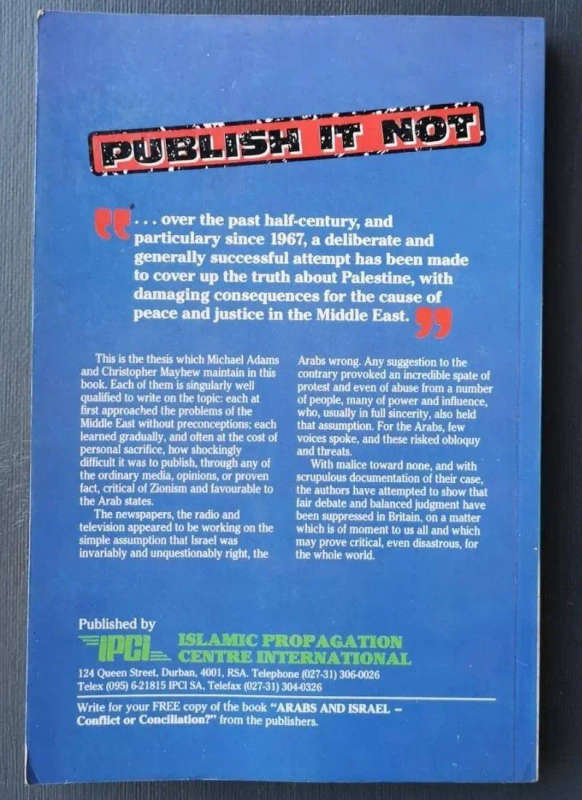 PUBLISH IT NOT
“... over the past half-century, and
particulary since 1967, a deliberate and
generally successful attempt has been made
to cover up the truth about Palestine, with
damaging consequences for the cause of
peace and justice in the Middle East.”
This is the thesis which Michael Adams
and Christopher Mayhew maintain in this
book. Each of them is singularly well
qualified to write on the topic: each at
first approached the problems of the
Middle East without preconceptions; each
learned gradually, and often at the cost of
personal sacrifice, how shockingly
difficult it was to publish, through any of
the ordinary media, opinions, or proven
fact, critical of Zionism and favourable to
the Arab states.
The newspapers, the radio and
television appeared to be working on the
simple assumption that Israel was
invariably and unquestionably right, the
Arabs wrong. Any suggestion to the
contrary provoked an incredible spate of
protest and even of abuse from a number
of people, many of power and influence,
who, usually in full sincerity, also held
that assumption. For the Arabs, few
voices spoke, and these risked obloquy
and threats.
With malice toward none, and with
scrupulous documentation of their case,
the authors have attempted to show that
fair debate and balanced judgment have
been suppressed in Britain, on a matter
which is of moment to us all and which
may prove critical, even disastrous, for
the whole world.
Published by
IPCI ISLAMIC PROPAGATION
CENTRE INTERNATIONAL
124 Queen Street, Durban, 4001, RSA. Telephone (027-31) 306-0026
Telex (095) 6-21815 IPCI SA, Telefax (027-31) 304-0326
Write for your FREE copy of the book “ARABS AND ISRAEL –
Conflict or Conciliation?” from the publishers.